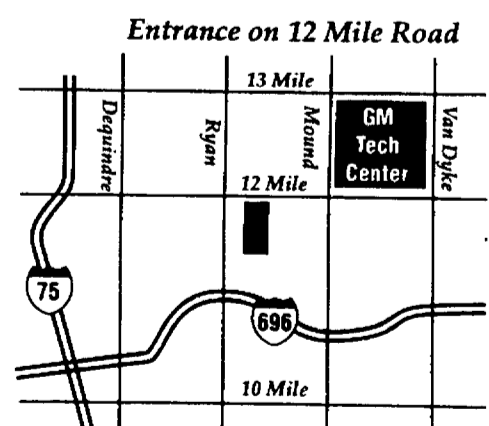 Entrance on 12 Mile Road
13 Mile
Dequindre
Ryan
Mound
GM
Tech
Center
Van Dyke
12 Mile
75
696
10 Mile